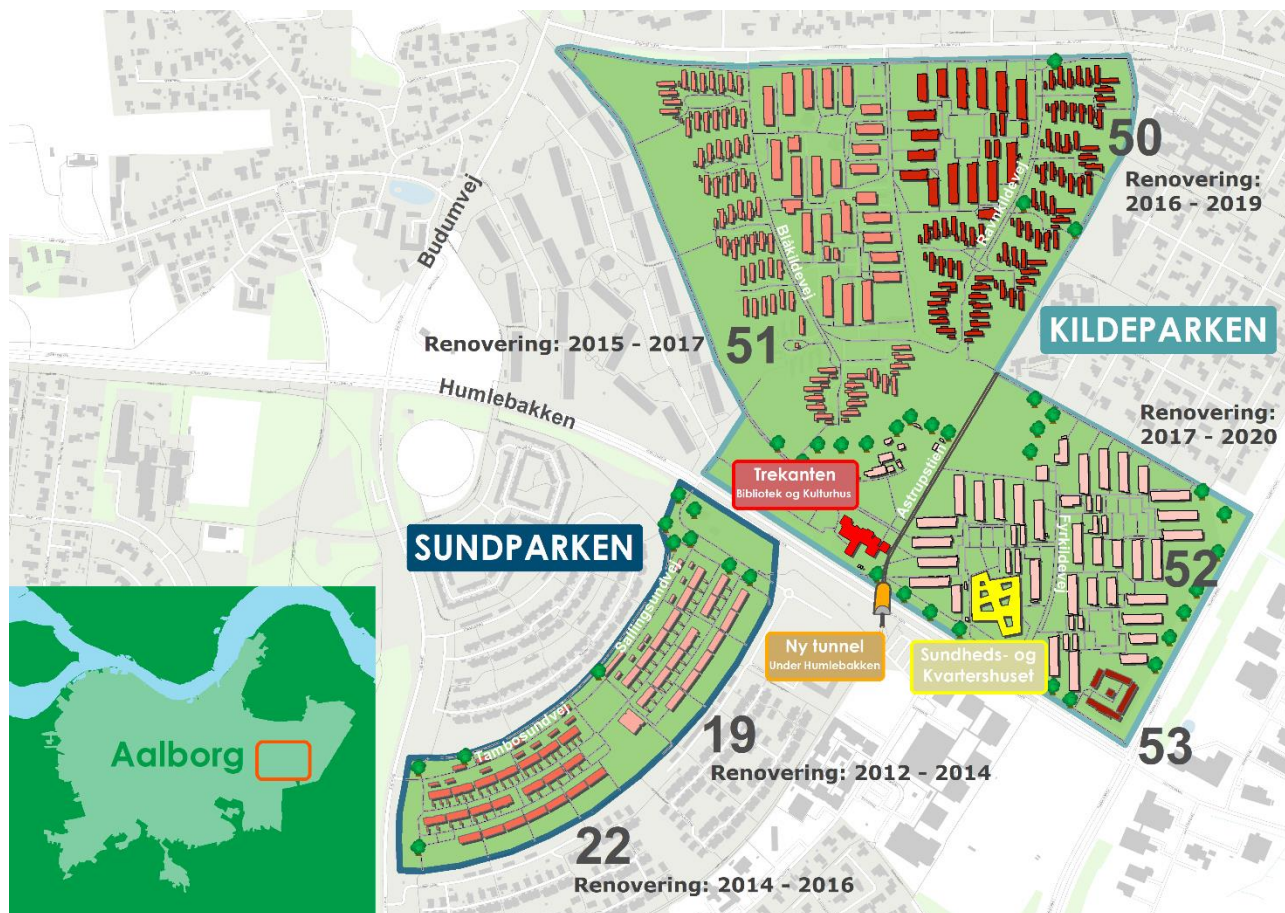 50
Renovering:
2016 - 2019
Budumvej
Blåkildevej
Ravnkildevej
KILDEPARKEN
Renovering: 2015 - 2017
51
Humlebakken
Renovering:
2017 - 2020
Trekanten
Bibliotek og Kulturhus
Astrupstien
Fyrkildevej
SUNDPARKEN
52
Sallingsundvej
Ny tunnel
Under Humlebakken
Sundheds- og
Kvartershuset
Tambosundvej
19
Renovering: 2012 - 2014
53
Aalborg
22
Renovering: 2014 - 2016